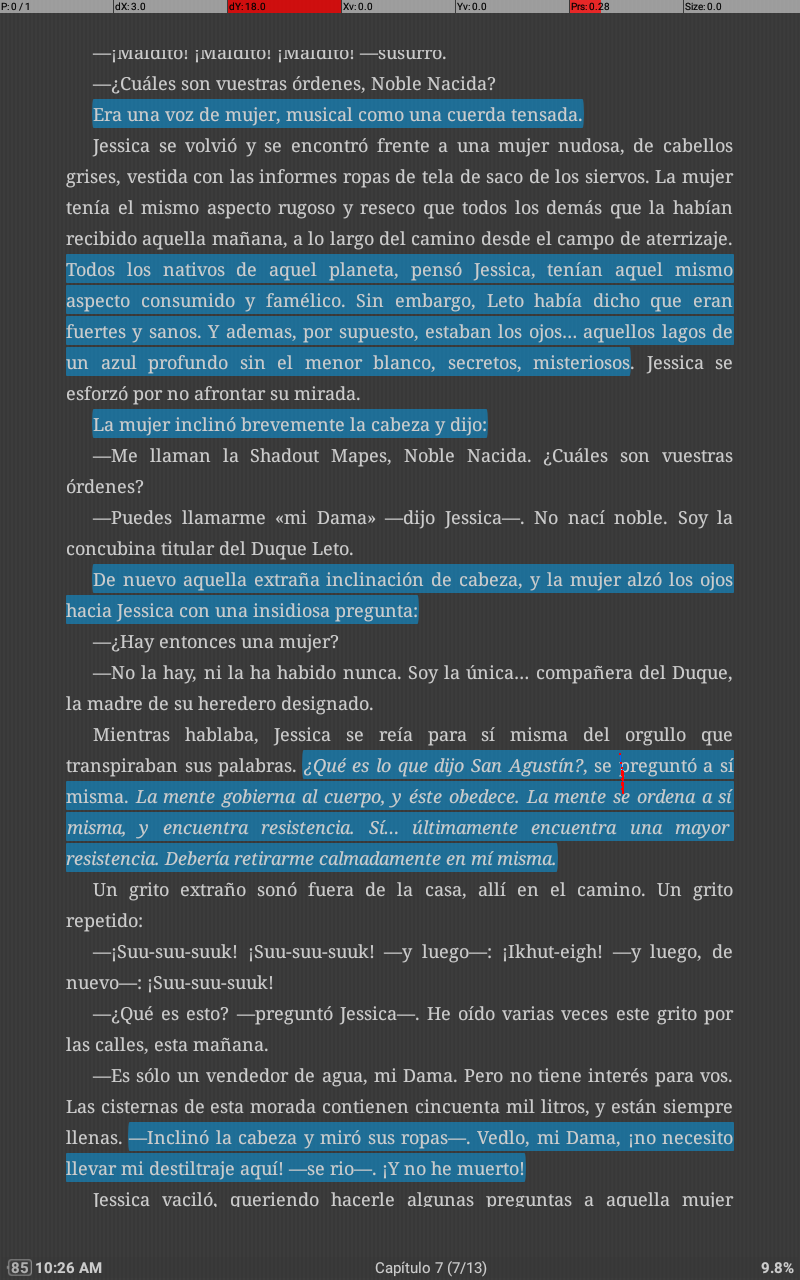 P: 0 / 1 dX: 3.0 dY: 18.0 Xv: 0.0 Yv: 0.0 Prs: 0.28 Size: 0.0
—¡Maldito! ¡Maldito! ¡Maldito! —susurró.
—¿Cuáles son vuestras órdenes, Noble Nacida?
Era una voz de mujer, musical como una cuerda tensada.
Jessica se volvió y se encontró frente a una mujer nudosa, de cabellos
grises, vestida con las informes ropas de tela de saco de los siervos. La mujer
tenía el mismo aspecto rugoso y reseco que todos los demás que la habían
recibido aquella mañana, a lo largo del camino desde el campo de aterrizaje.
Todos los nativos de aquel planeta, pensó Jessica, tenían aquel mismo
aspecto consumido y famélico. Sin embargo, Leto había dicho que eran
fuertes y sanos. Y ademas, por supuesto, estaban los ojos... aquellos lagos de
un azul profundo sin el menor blanco, secretos, misteriosos. Jessica se
esforzó por no afrontar su mirada.
La mujer inclinó brevemente la cabeza y dijo:
—Me llaman la Shadout Mapes, Noble Nacida. ¿Cuáles son vuestras
órdenes?
—Puedes llamarme «mi Dama» —dijo Jessica—. No nací noble. Soy la
concubina titular del Duque Leto.
De nuevo aquella extraña inclinación de cabeza, y la mujer alzó los ojos
hacia Jessica con una insidiosa pregunta:
—¿Hay entonces una mujer?
—No la hay, ni la ha habido nunca. Soy la única... compañera del Duque,
la madre de su heredero designado.
Mientras hablaba, Jessica se reía para sí misma del orgullo que
transpiraban sus palabras. ¿Qué es lo que dijo San Agustín?, se preguntó a sí
misma. La mente gobierna al cuerpo, y éste obedece. La mente se ordena a sí
misma, y encuentra resistencia. Sí... últimamente encuentra una mayor
resistencia. Debería retirarme calmadamente en mí misma.
Un grito extraño sonó fuera de la casa, allí en el camino. Un grito
repetido:
—¡Suu-suu-suuk! ¡Suu-suu-suuk! —y luego—: ¡Ikhut-eigh! —y luego, de
nuevo—: ¡Suu-suu-suuk!
—¿Qué es esto? —preguntó Jessica—. He oído varias veces este grito por
las calles, esta mañana.
—Es sólo un vendedor de agua, mi Dama. Pero no tiene interés para vos.
Las cisternas de esta morada contienen cincuenta mil litros, y están siempre
llenas. —Inclinó la cabeza y miró sus ropas—. Vedlo, mi Dama, ¡no necesito
llevar mi destiltraje aquí! —se rio—. ¡Y no he muerto!
Jessica vaciló, queriendo hacerle algunas preguntas a aquella mujer
85 10:26 AM Capítulo 7 (7/13) 9.8%